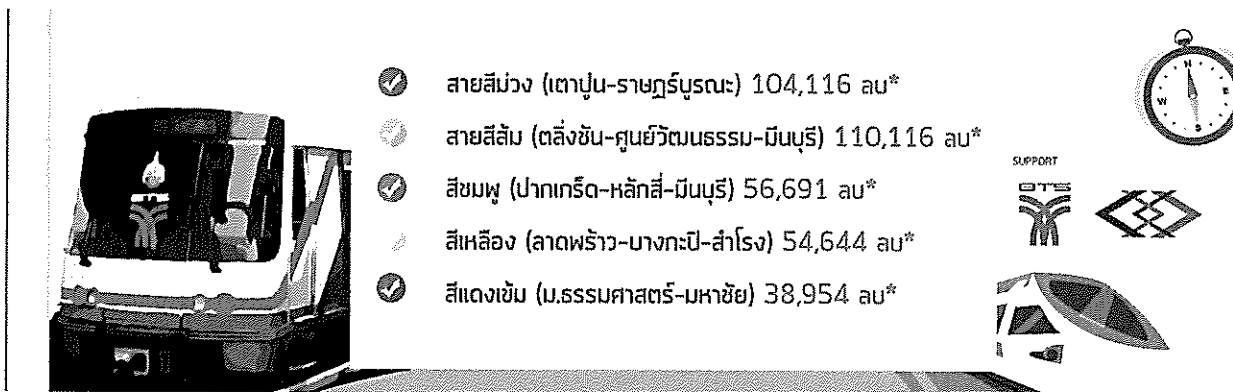 สายสีม่วง (เตาปูน-ราษฎร์บูรณะ) 104,116 ลบ*
สายสีส้ม (ตลิ่งชัน-ศูนย์วัฒนธรรม-มีนบุรี) 110,116 ลบ*
สีชมพู (ปากเกร็ด-หลักสี่-มีนบุรี) 56,691 ลบ*
สีเหลือง (ลาดพร้าว-บางกะปิ-สำโรง) 54,644 ลบ*
สีแดงเข้ม (ม.ธรรมศาสตร์-มหาชัย) 38,954 ลบ*
N
W
E
S
SUPPORT
BTS